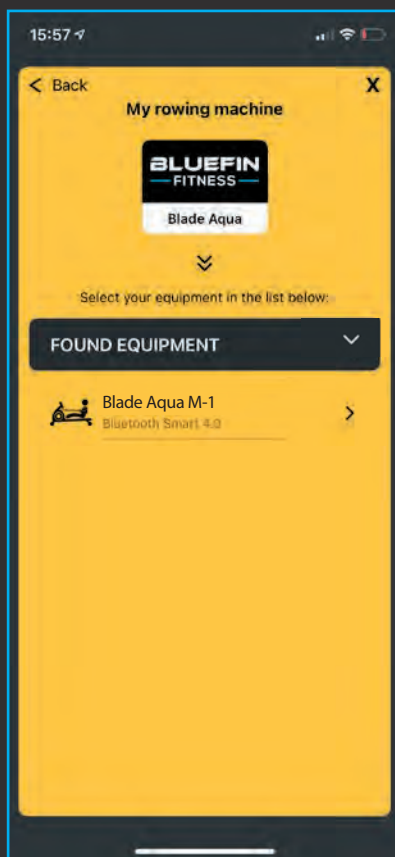 15:57
Back
X
My rowing machine
BLUEFIN
FITNESS
Blade Aqua
Select your equipment in the list below:
FOUND EQUIPMENT
Blade Aqua M-1
Bluetooth Smart 4.0